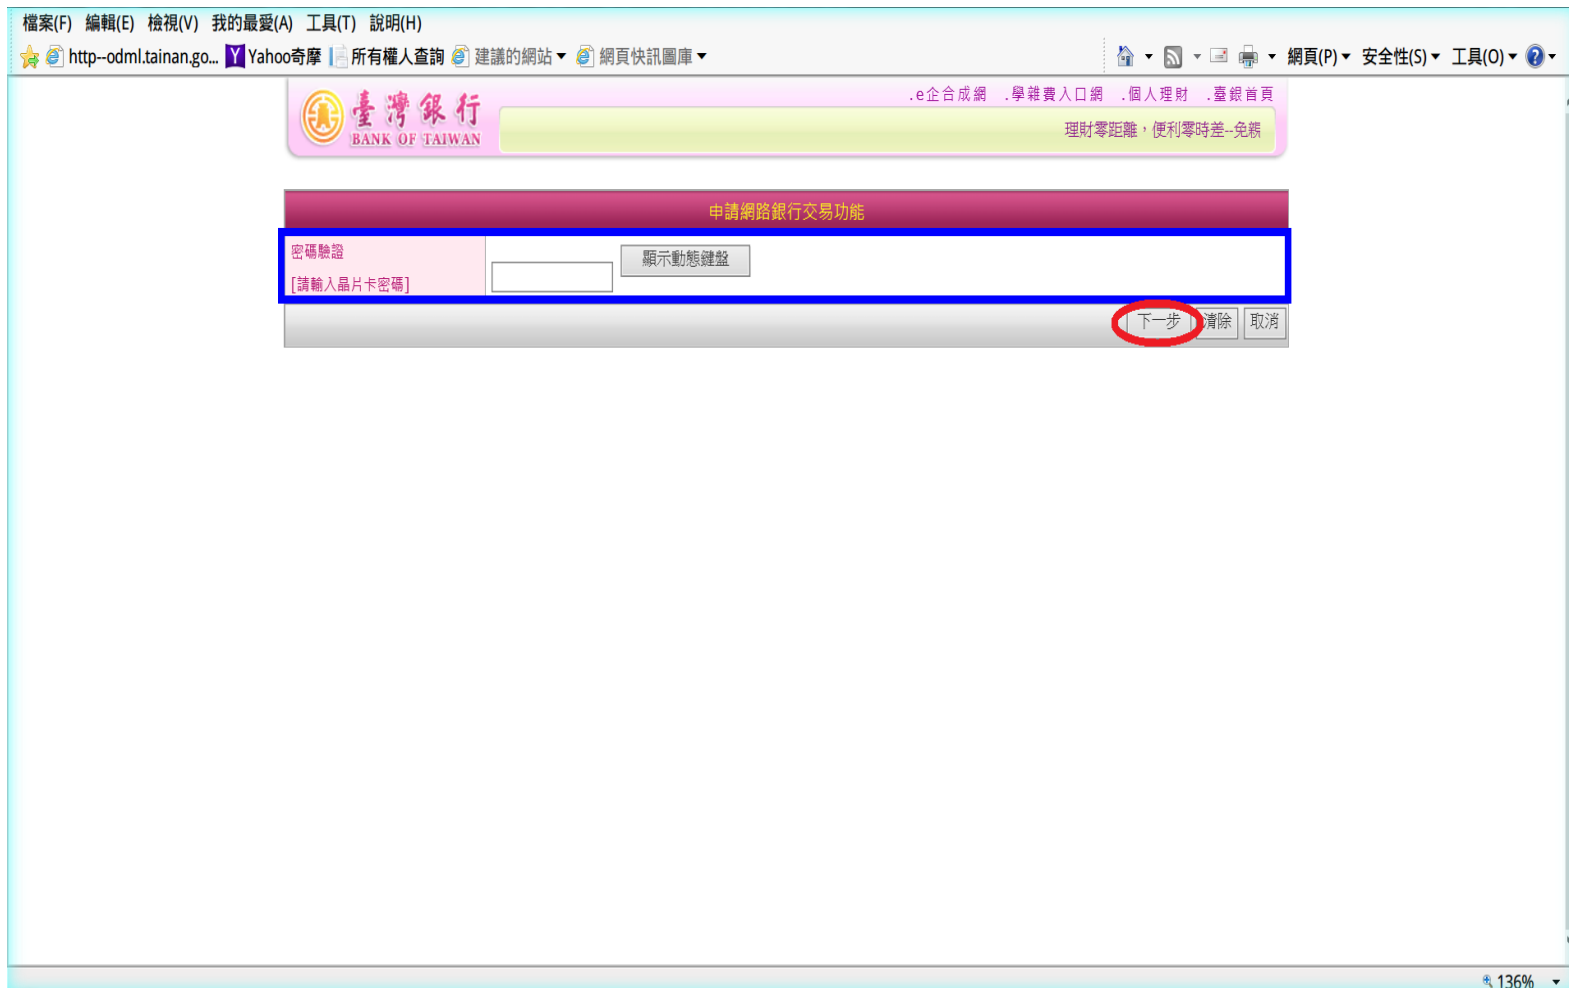 檔案(F) 編輯(E) 檢視(V) 我的最愛(A) 工具(T) 說明(H)
http--odml.tainan.go... Yahoo奇摩 所有權人查詢 建議的網站 網頁快訊圖庫 網頁(P) 安全性(S) 工具(O)
臺灣銀行
BANK OF TAIWAN
.e企合成網 .學雜費入口網 .個人理財 .臺銀首頁
理財零距離，便利零時差--免親
申請網路銀行交易功能
密碼驗證
[請輸入晶片卡密碼]
顯示動態鍵盤
下一步 清除 取消
136%